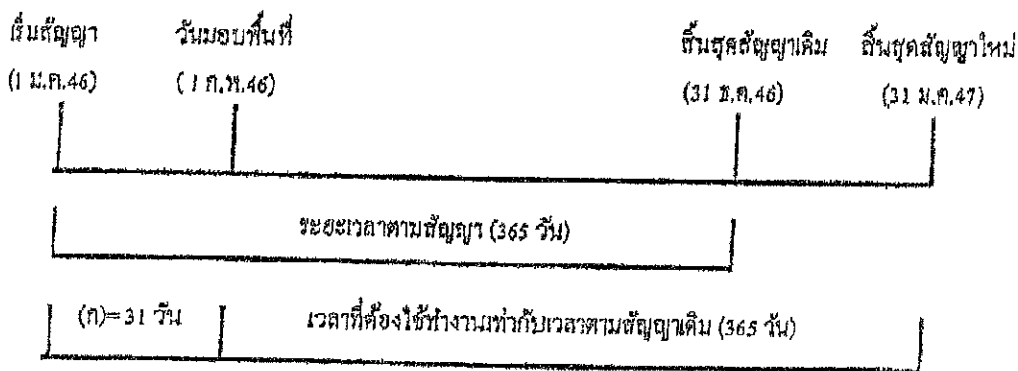 เริ่มสัญญา วันมอบพื้นที่ สิ้นสุดสัญญาเดิม สิ้นสุดสัญญาใหม่
(1 ม.ค.46) (1 ก.พ.46) (31 ธ.ค.46) (31 ม.ค.47)
ระยะเวลาตามสัญญา (365 วัน)
(ก)=31 วัน เวลาที่ต้องใช้ทำงานเท่ากับเวลาตามสัญญาเดิม (365 วัน)